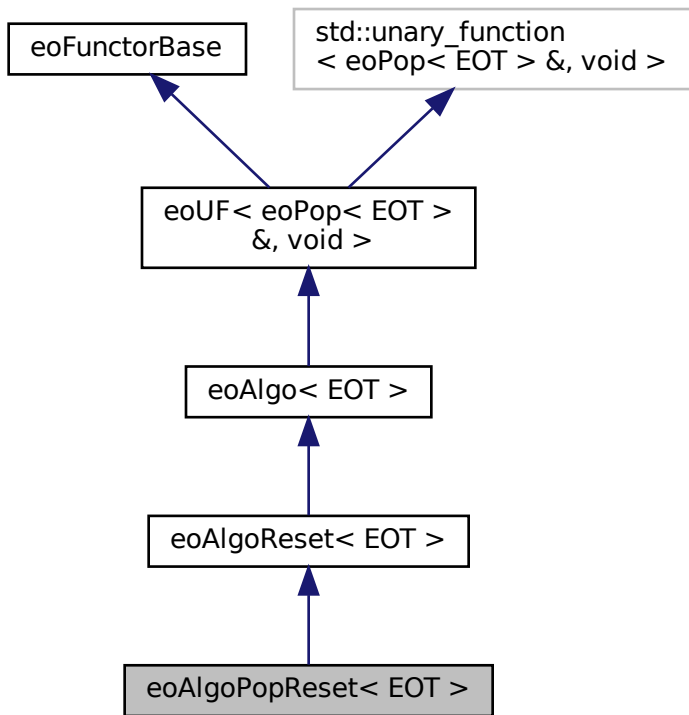 eoFunctorBase
std::unary_function
< eoPop< EOT > &, void >
eoUF< eoPop< EOT >
&, void >
eoAlgo< EOT >
eoAlgoReset< EOT >
eoAlgoPopReset< EOT >